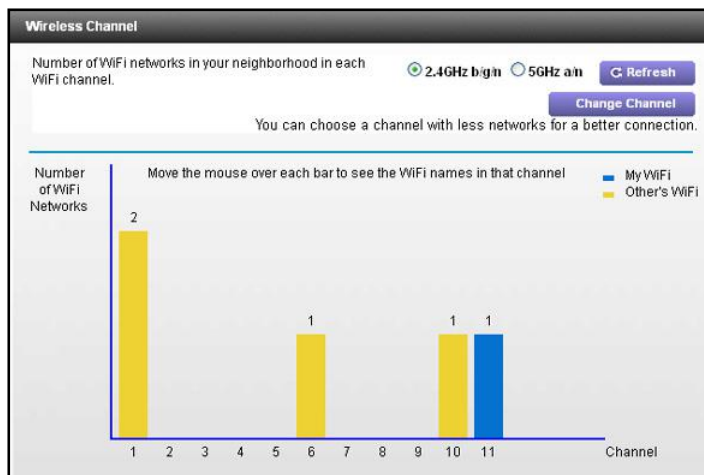 Wireless Channel
Number of WiFi networks in your neighborhood in each
WiFi channel.
2.4GHz b/g/n 5GHz a/n Refresh
Change Channel
You can choose a channel with less networks for a better connection.
Number
of WiFi
Networks
Move the mouse over each bar to see the WiFi names in that channel
My WiFi
Other's WiFi
2
1 1 1
1 2 3 4 5 6 7 8 9 10 11 Channel